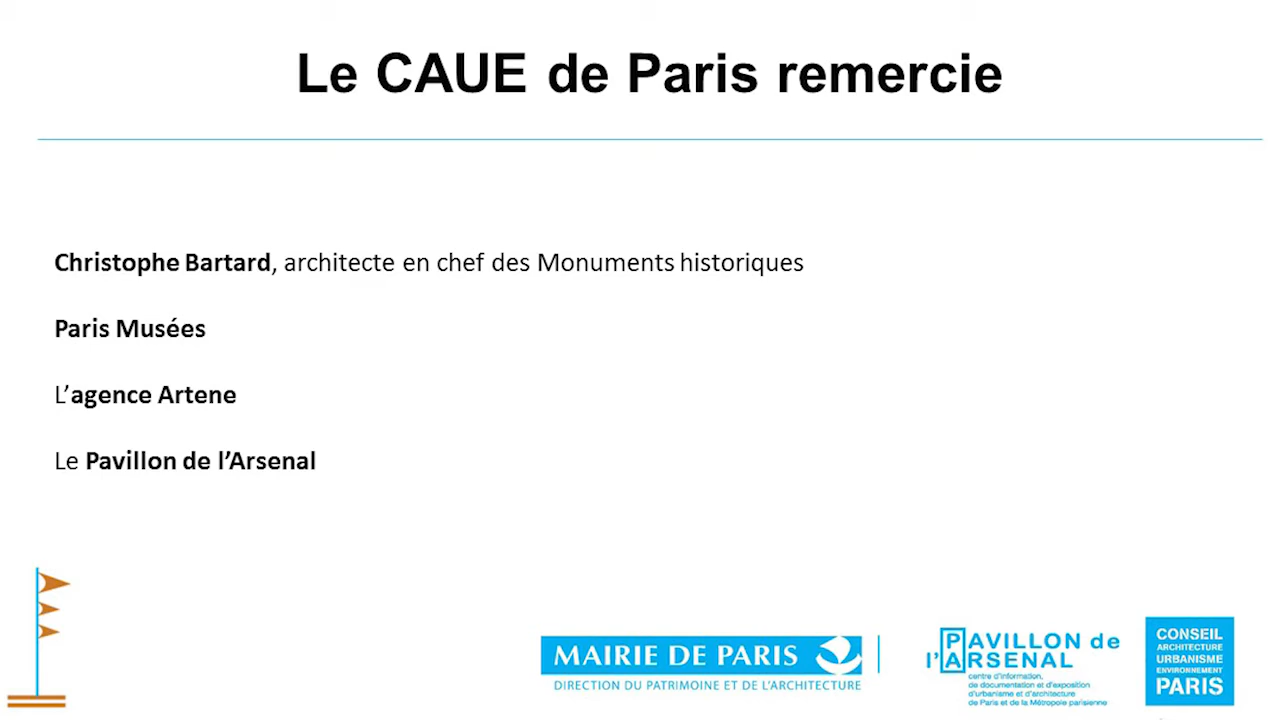 Le CAUE de Paris remercie
Christophe Bartard, architecte en chef des Monuments historiques
Paris Musées
L’agence Artene
Le Pavillon de l’Arsenal
MAIRIE DE PARIS
DIRECTION DU PATRIMOINE ET DE L'ARCHITECTURE
PAVILLON de
l'ARSENAL
centre d'information,
de documentation et d'exposition
d'urbanisme et d'architecture
de Paris et de la Métropole parisienne
CONSEIL
ARCHITECTURE
URBANISME
ENVIRONNEMENT
PARIS